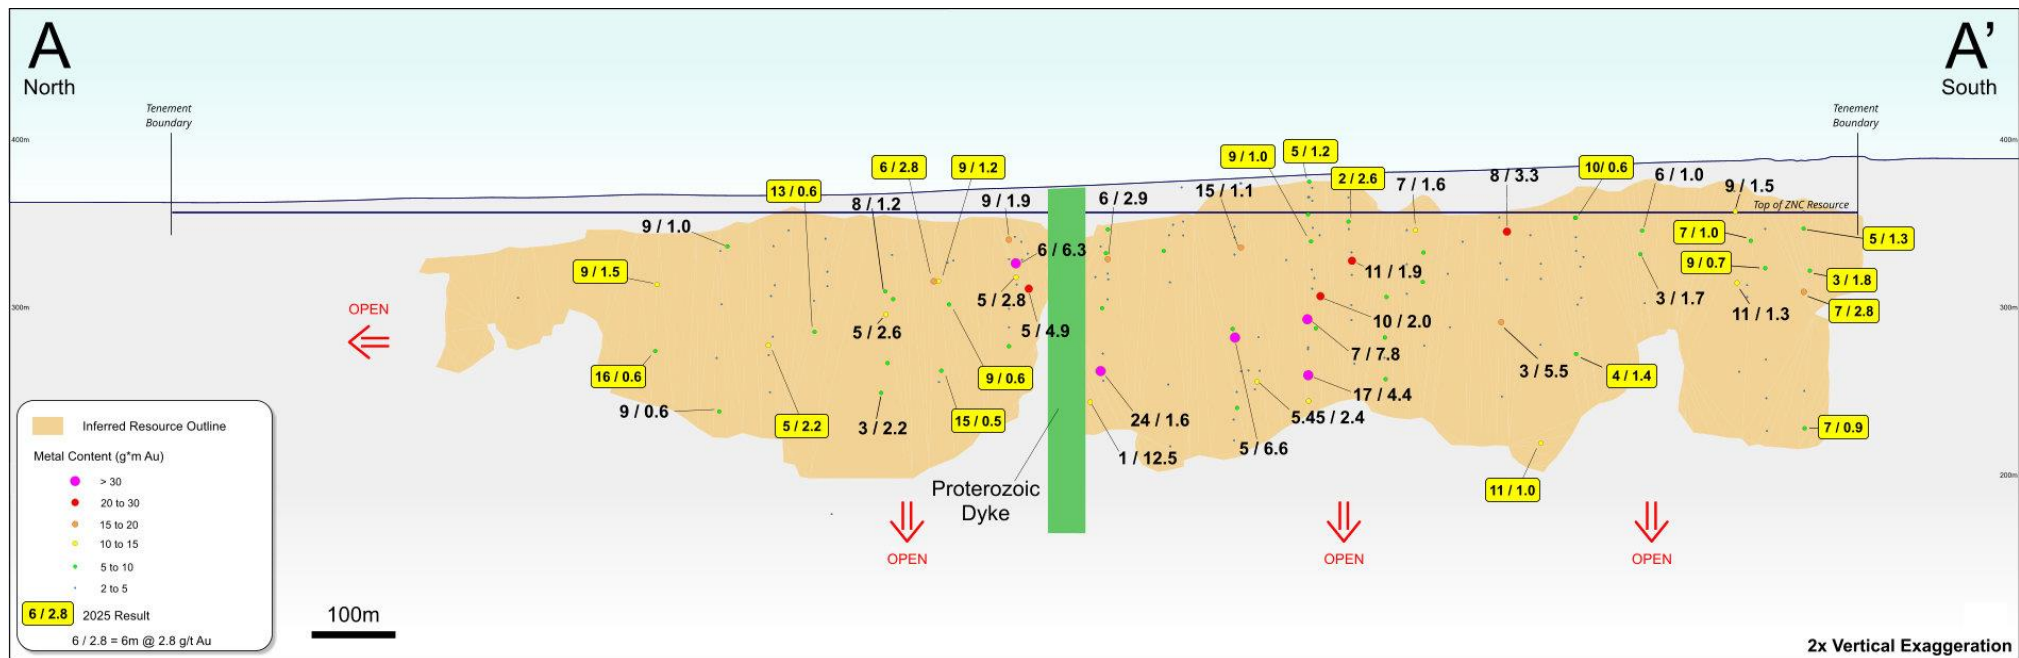 A
North
A'
South
Tenement
Boundary
Tenement
Boundary
400m
400m
300m
300m
200m
Top of ZNC Resource
9 / 1.0
5 / 1.2
2 / 2.6
10/ 0.6
6 / 2.8
9 / 1.2
13 / 0.6
8 / 1.2
9 / 1.9
6 / 2.9
15 / 1.1
7 / 1.6
8 / 3.3
6 / 1.0
9 / 1.5
9 / 1.0
6 / 6.3
7 / 1.0
5 / 1.3
9 / 1.5
11 / 1.9
9 / 0.7
3 / 1.8
5 / 2.8
3 / 1.7
11 / 1.3
7 / 2.8
OPEN
5 / 2.6
5 / 4.9
10 / 2.0
7 / 7.8
16 / 0.6
9 / 0.6
3 / 5.5
4 / 1.4
9 / 0.6
5 / 2.2
3 / 2.2
15 / 0.5
24 / 1.6
5.45 / 2.4
17 / 4.4
7 / 0.9
1 / 12.5
5 / 6.6
11 / 1.0
Proterozoic
Dyke
OPEN
OPEN
OPEN
Inferred Resource Outline
Metal Content (g*m Au)
> 30
20 to 30
15 to 20
10 to 15
5 to 10
2 to 5
6 / 2.8
2025 Result
6 / 2.8 = 6m @ 2.8 g/t Au
100m
2x Vertical Exaggeration